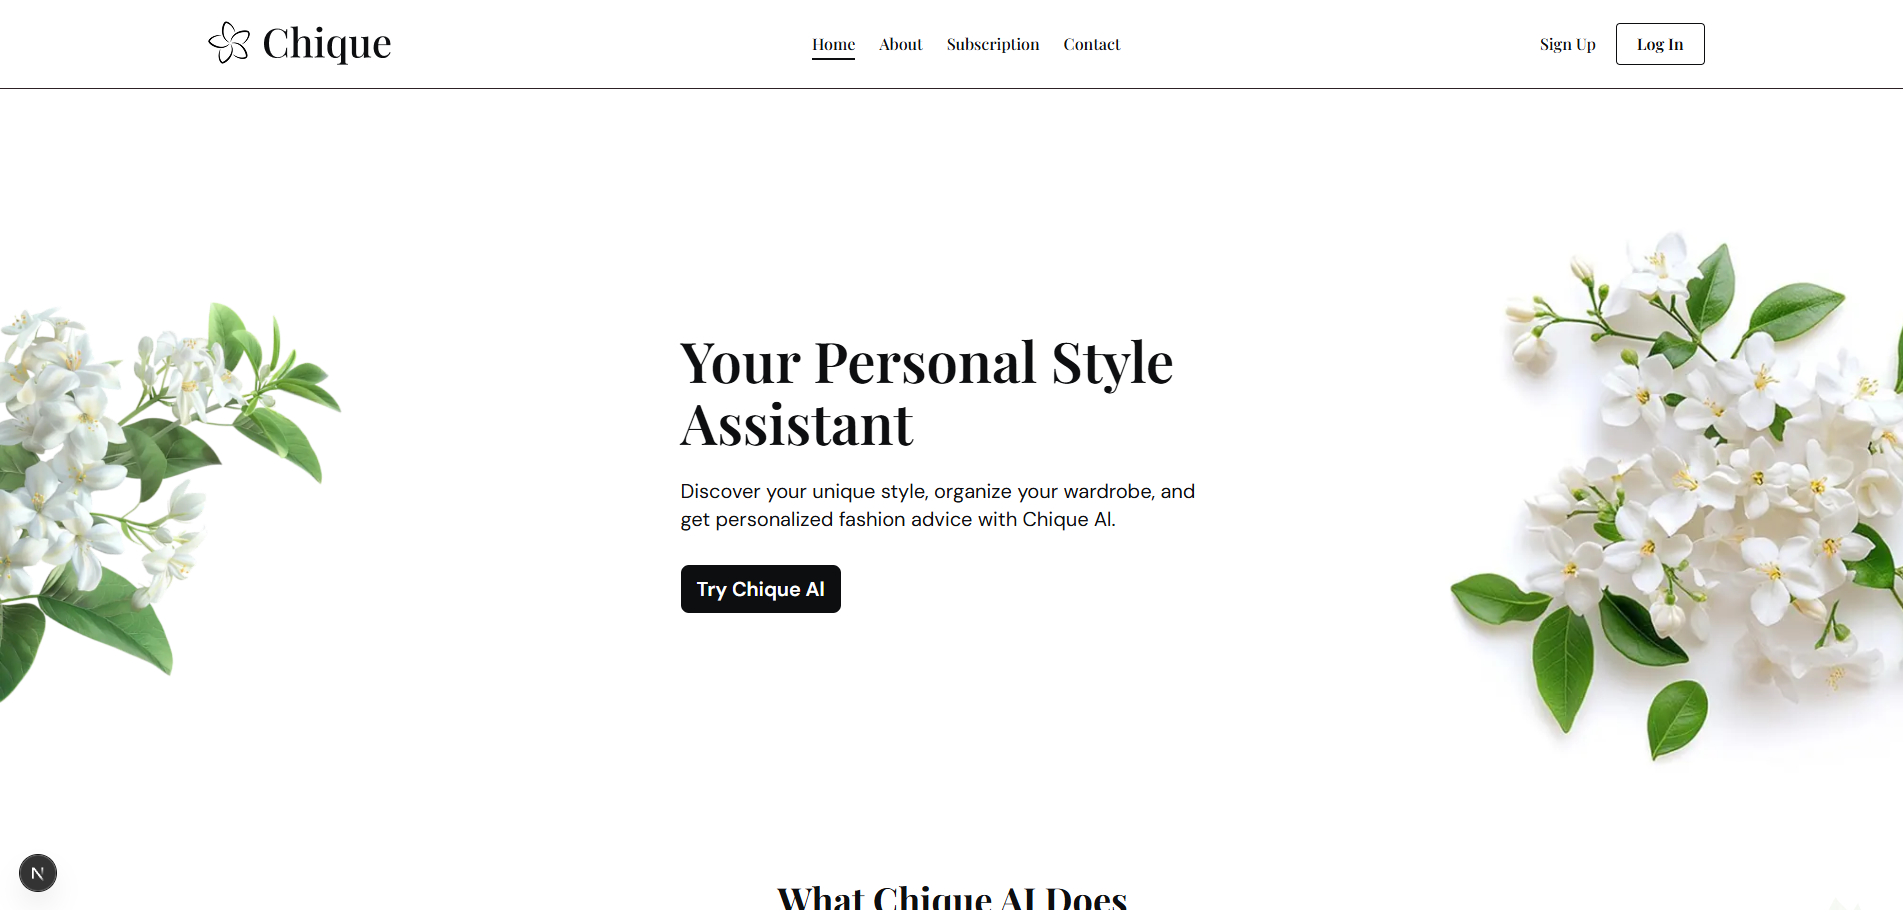 Chique
Home About Subscription Contact
Sign Up Log In
Your Personal Style
Assistant
Discover your unique style, organize your wardrobe, and
get personalized fashion advice with Chique AI.
Try Chique AI
N
What Chique AI Does